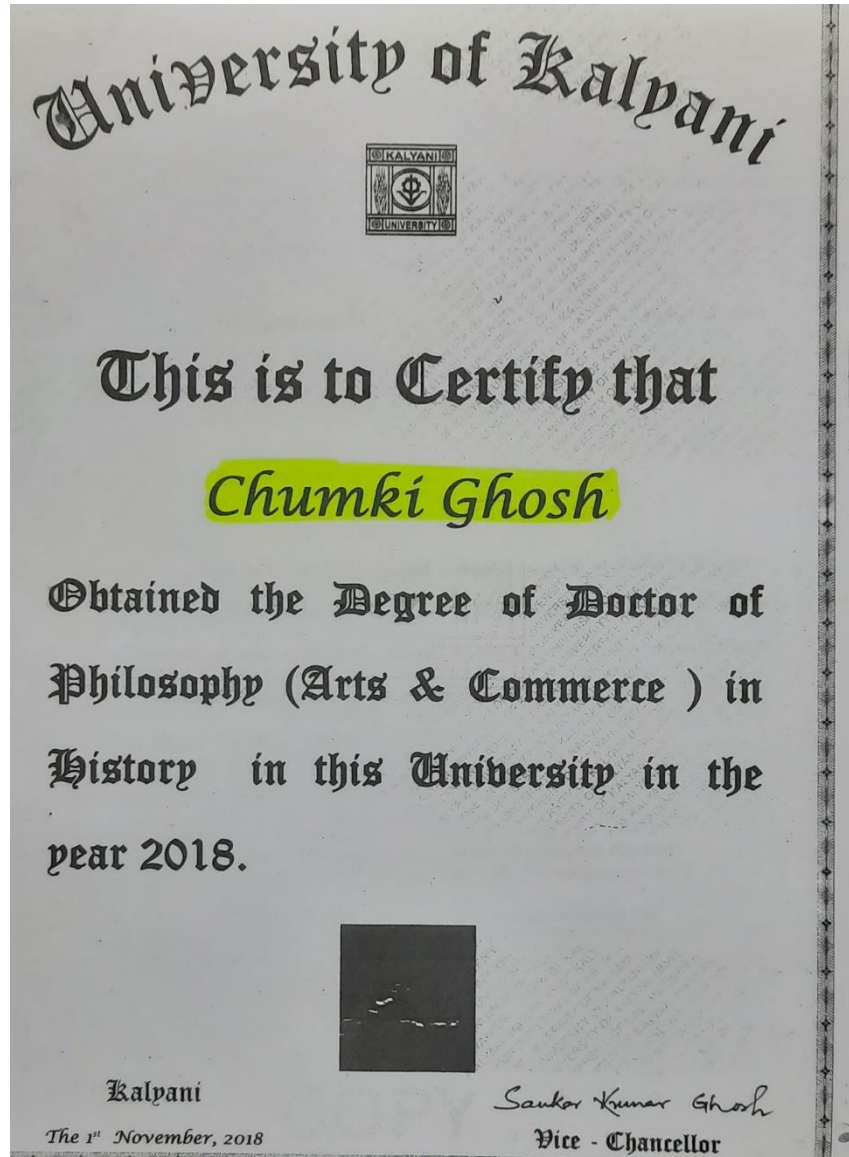 University of Kalyani
KALYANI
UNIVERSITY
This is to Certify that
Chumki Ghosh
Obtained the Degree of Doctor of
Philosophy (Arts & Commerce ) in
History in this University in the
year 2018.
Kalyani
The 1st November, 2018
Sankar Kumar Ghosh
Vice - Chancellor